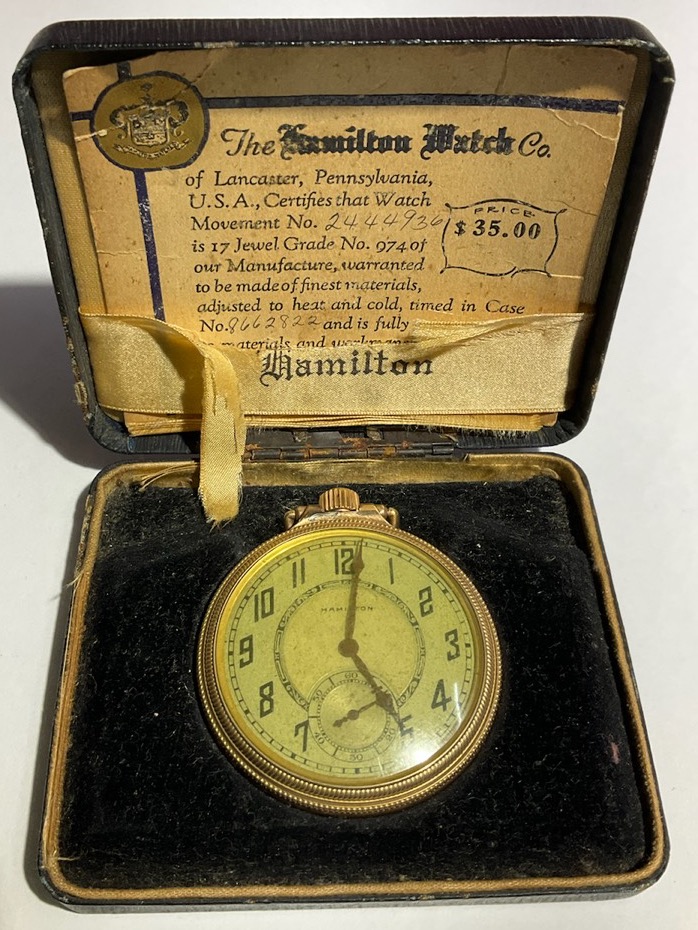 The Hamilton Watch Co.
of Lancaster, Pennsylvania,
U.S.A., Certifies that Watch
Movement No. 2444936
is 17 Jewel Grade No. 974 of
our Manufacture, warranted
to be made of finest materials,
adjusted to heat and cold, timed in Case
No. 8662822 and is fully
materials and
PRICE
$35.00
Hamilton
12
1
2
3
4
5
7
8
9
10
11
HAMILTON
60